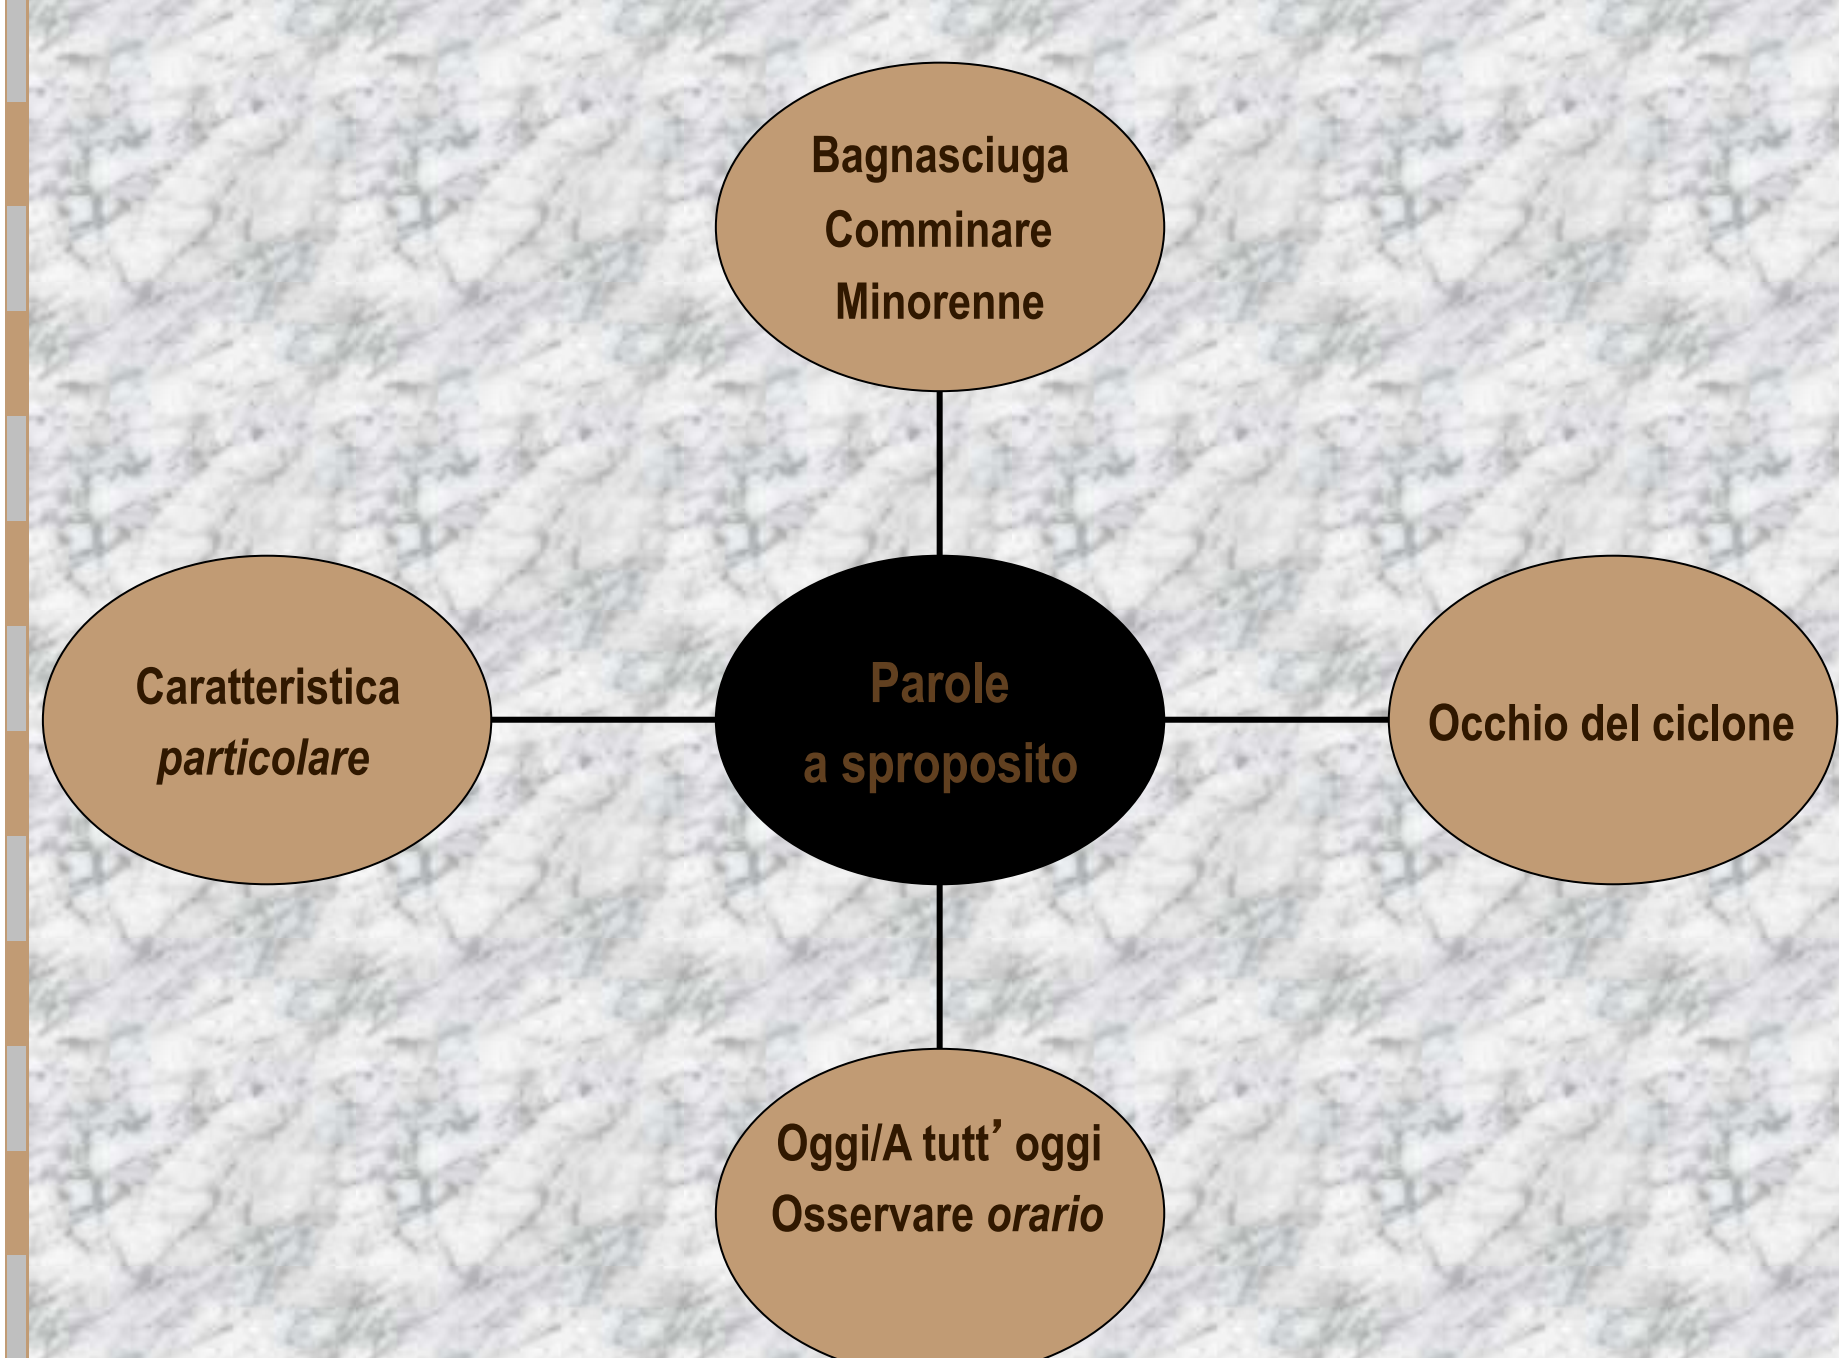 Bagnasciuga
Comminare
Minorenne
Caratteristica
particolare
Parole
a sproposito
Occhio del ciclone
Oggi/A tutt’ oggi
Osservare orario